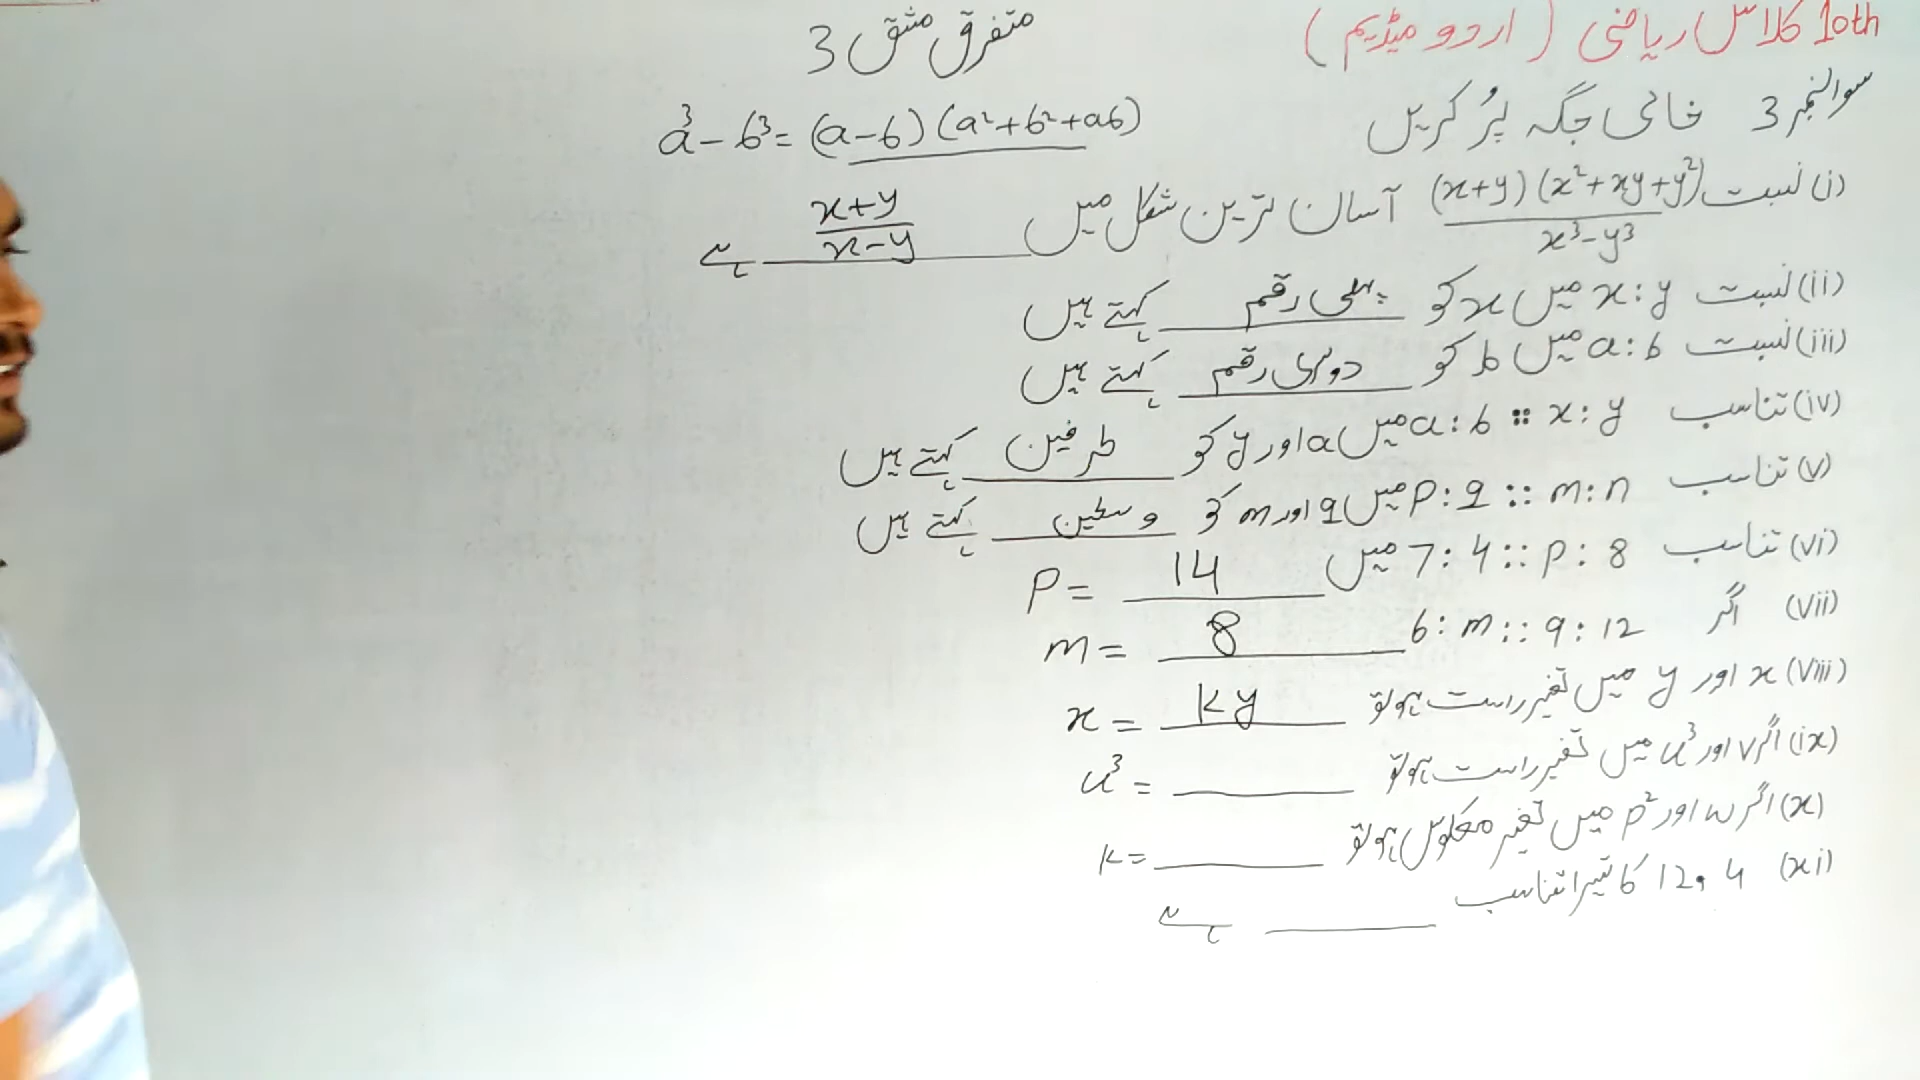 10th کلاس ریاضی (اردو میڈیم)
متفرق مشق 3
سوالنمبر 3 خالی جگہ پُر کریں
a³ - b³ = (a-b) (a²+b²+ab)
(i) نسبت (x+y)(x²+xy+y²) / x³-y³ آسان ترین شکل میں x+y / x-y ہے
(ii) نسبت x:y میں x کو پہلی رقم کہتے ہیں
(iii) نسبت a:b میں b کو دوسری رقم کہتے ہیں
(iv) تناسب a:b :: x:y میں a اور y کو طرفین کہتے ہیں
(v) تناسب p:q :: m:n میں q اور m کو وسطین کہتے ہیں
(vi) تناسب 7:4 :: p:8 میں P = 14
(vii) اگر 6:m :: 9:12 m = 8
(viii) x اور y میں تغیر راست ہو تو x = ky
(ix) اگر v اور u³ میں تغیر راست ہو تو u³ = ____
(x) اگر w اور p² میں تغیر معکوس ہو تو k = ____
(xi) 4 ,12 کا تیسرا تناسب ____ ہے